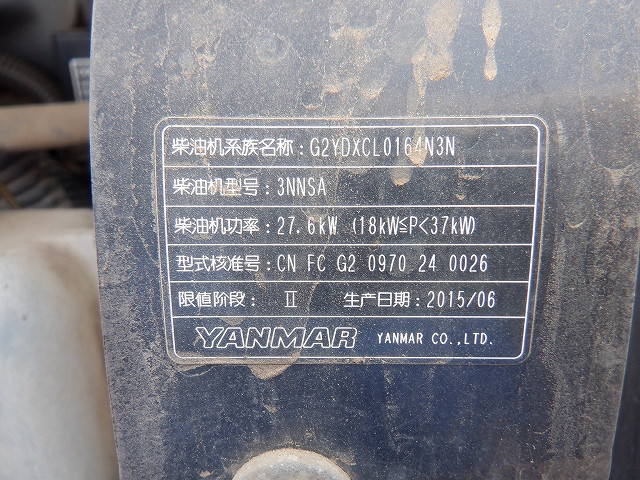 柴油机系族名称：G2YDXCL0164N3N
柴油机型号：3NNSA
柴油机功率：27.6kW (18kW≦P<37kW)
型式核准号：CN FC G2 0970 24 0026
限值阶段： Ⅱ 生产日期：2015/06
YANMAR YANMAR CO.,LTD.